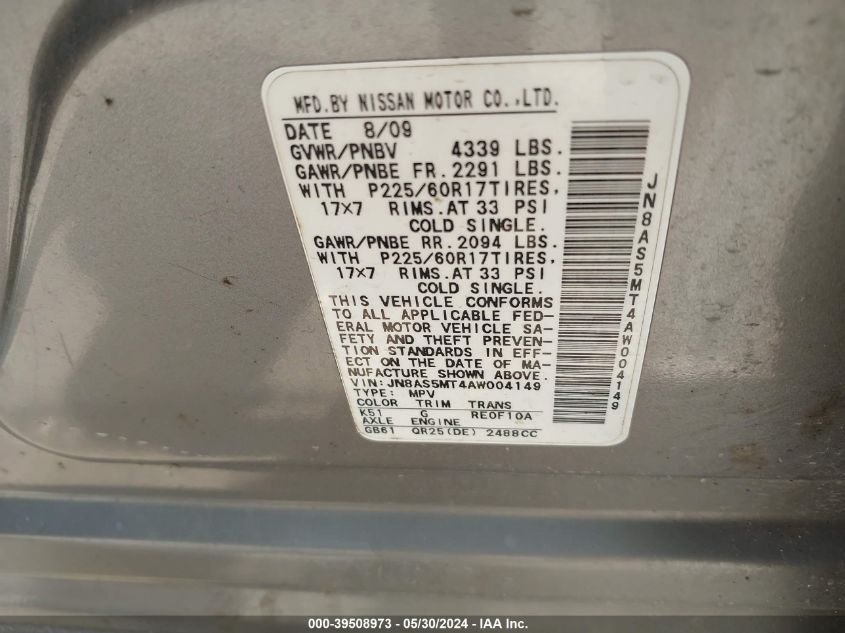 MFD.BY NISSAN MOTOR CO.,LTD.
DATE 8/09
GVWR/PNBV 4339 LBS.
GAWR/PNBE FR.2291 LBS.
WITH P225/60R17TIRES,
17×7 RIMS.AT 33 PSI
COLD SINGLE.
GAWR/PNBE RR.2094 LBS.
WITH P225/60R17TIRES,
17×7 RIMS.AT 33 PSI
COLD SINGLE.
THIS VEHICLE CONFORMS
TO ALL APPLICABLE FED-
ERAL MOTOR VEHICLE SA-
FETY AND THEFT PREVEN-
TION STANDARDS IN EFF-
ECT ON THE DATE OF MA-
NUFACTURE SHOWN ABOVE.
VIN:JN8AS5MT4AW004149
TYPE: MPV
COLOR TRIM TRANS
K51 G RE0F10A
AXLE ENGINE
GB61 QR25(DE) 2488CC
JN8AS5MT4AW004149
000-39508973 — 05/30/2024 — IAA Inc.